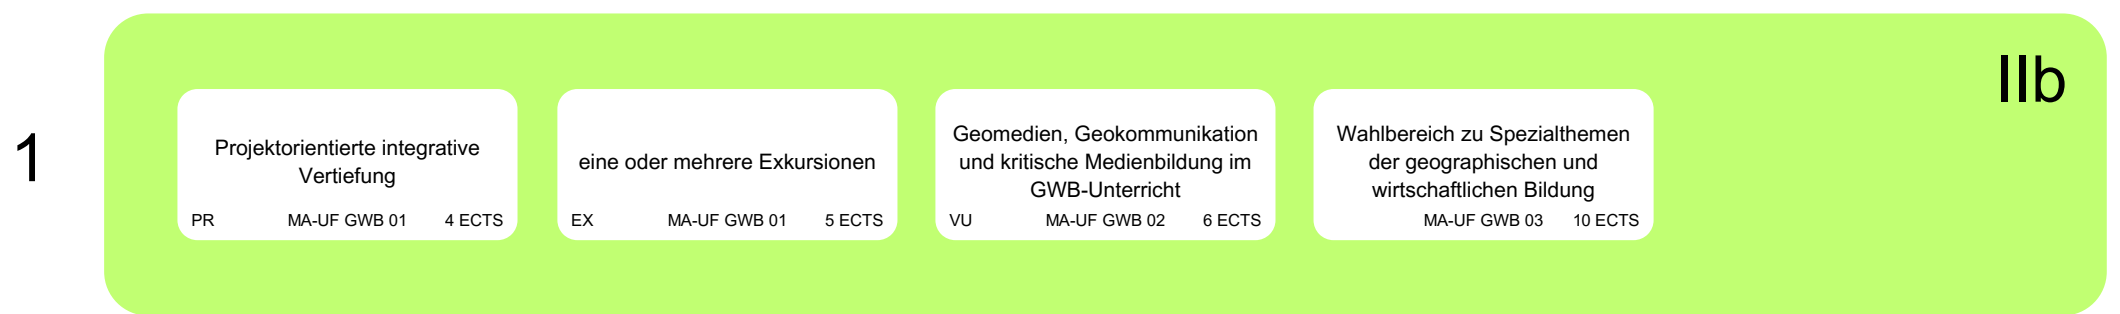 IIb
1
Projektorientierte integrative
Vertiefung
PR MA-UF GWB 01 4 ECTS
eine oder mehrere Exkursionen
EX MA-UF GWB 01 5 ECTS
Geomedien, Geokommunikation
und kritische Medienbildung im
GWB-Unterricht
VU MA-UF GWB 02 6 ECTS
Wahlbereich zu Spezialthemen
der geographischen und
wirtschaftlichen Bildung
MA-UF GWB 03 10 ECTS